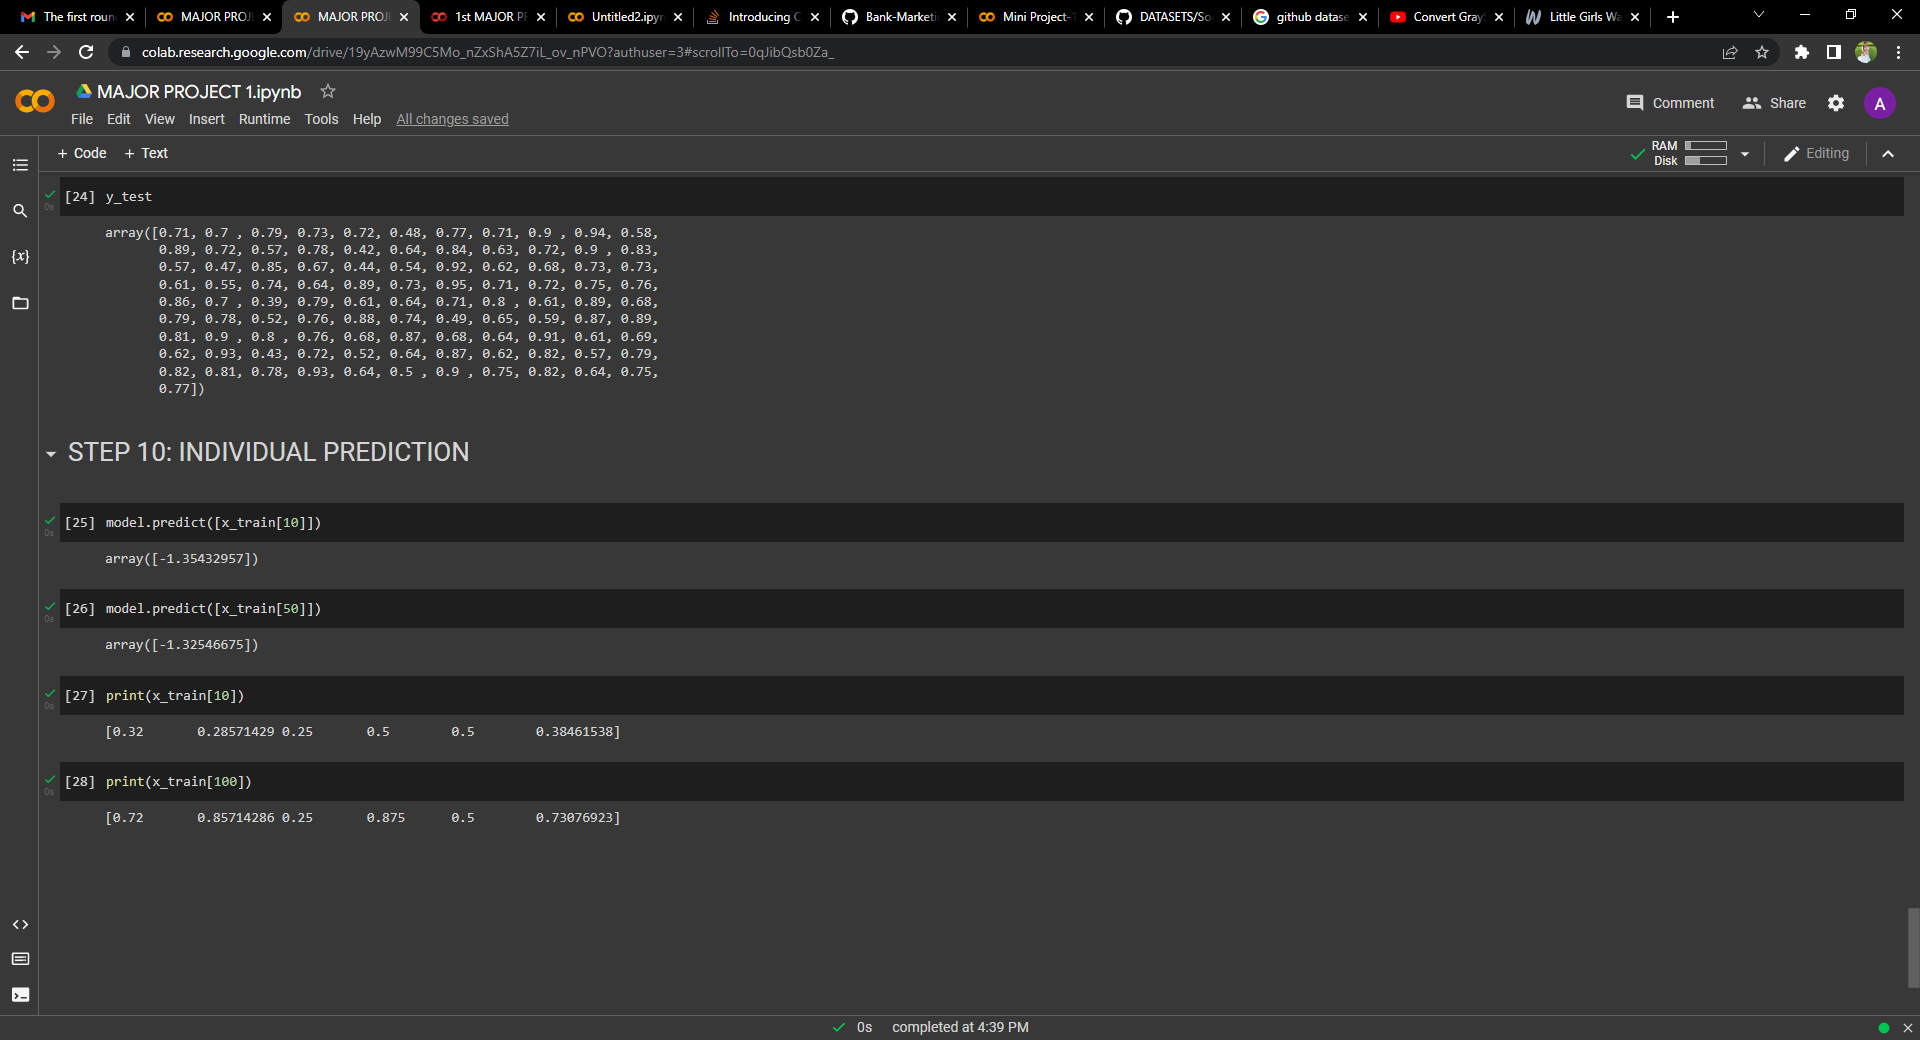 The first roun
MAJOR PROJ
MAJOR PROJ
1st MAJOR P
Untitled2.ipyn
Introducing C
Bank-Marketi
Mini Project-
DATASETS/So
github datase
Convert Gray
Little Girls Wa
colab.research.google.com/drive/19yAzwM99C5Mo_nZxShA5Z7iL_ov_nPVO?authuser=3#scrollTo=0qJibQsb0Za_
MAJOR PROJECT 1.ipynb
Comment Share A
File Edit View Insert Runtime Tools Help All changes saved
+ Code + Text
RAM
Disk
Editing
[24] y_test
0s
array([0.71, 0.7 , 0.79, 0.73, 0.72, 0.48, 0.77, 0.71, 0.9 , 0.94, 0.58,
0.89, 0.72, 0.57, 0.78, 0.42, 0.64, 0.84, 0.63, 0.72, 0.9 , 0.83,
0.57, 0.47, 0.85, 0.67, 0.44, 0.54, 0.92, 0.62, 0.68, 0.73, 0.73,
0.61, 0.55, 0.74, 0.64, 0.89, 0.73, 0.95, 0.71, 0.72, 0.75, 0.76,
0.86, 0.7 , 0.39, 0.79, 0.61, 0.64, 0.71, 0.8 , 0.61, 0.89, 0.68,
0.79, 0.78, 0.52, 0.76, 0.88, 0.74, 0.49, 0.65, 0.59, 0.87, 0.89,
0.81, 0.9 , 0.8 , 0.76, 0.68, 0.87, 0.68, 0.64, 0.91, 0.61, 0.69,
0.62, 0.93, 0.43, 0.72, 0.52, 0.64, 0.87, 0.62, 0.82, 0.57, 0.79,
0.82, 0.81, 0.78, 0.93, 0.64, 0.5 , 0.9 , 0.75, 0.82, 0.64, 0.75,
0.77])
STEP 10: INDIVIDUAL PREDICTION
[25] model.predict([x_train[10]])
0s
array([-1.35432957])
[26] model.predict([x_train[50]])
0s
array([-1.32546675])
[27] print(x_train[10])
0s
[0.32 0.28571429 0.25 0.5 0.5 0.38461538]
[28] print(x_train[100])
0s
[0.72 0.85714286 0.25 0.875 0.5 0.73076923]
0s completed at 4:39 PM